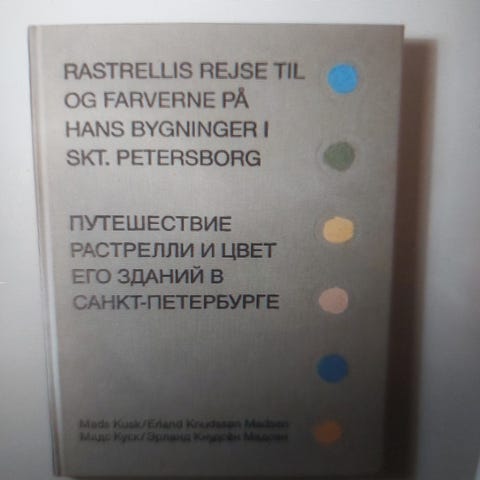 RASTRELLIS REJSE TIL
OG FARVERNE PÅ
HANS BYGNINGER I
SKT. PETERSBORG
ПУТЕШЕСТВИЕ
РАСТРЕЛЛИ И ЦВЕТ
ЕГО ЗДАНИЙ В
САНКТ-ПЕТЕРБУРГЕ
Mads Kusk/Erland Knudssøn Madsen
Мадс Куск/Эрланд Кнудсён Мадсен